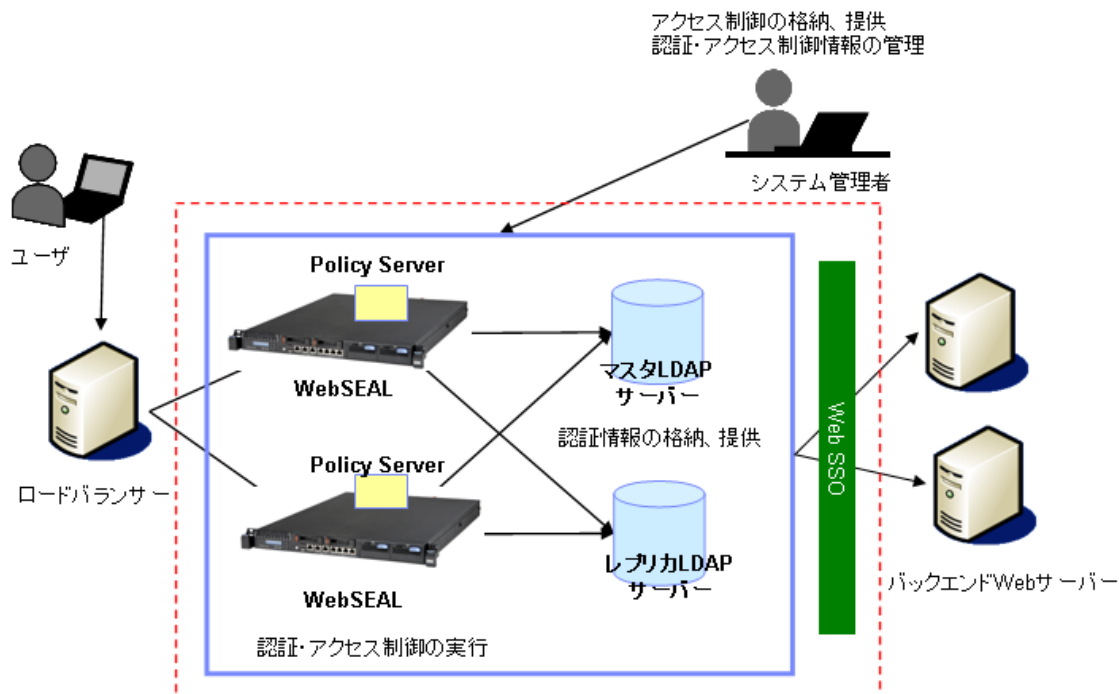 アクセス制御の格納、提供
認証・アクセス制御情報の管理
システム管理者
ユーザ
Policy Server
WebSEAL
マスタLDAP
サーバー
認証情報の格納、提供
Policy Server
ロードバランサー
Web SSO
レプリカLDAP
サーバー
バックエンドWebサーバー
WebSEAL
認証・アクセス制御の実行